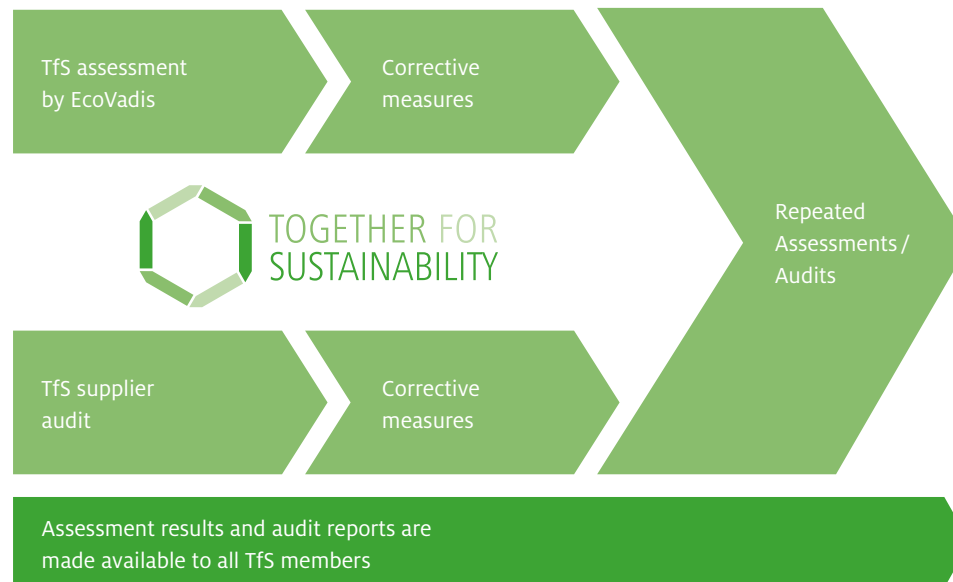 TfS assessment
by EcoVadis
Corrective
measures
TOGETHER FOR
SUSTAINABILITY
Repeated
Assessments / 
Audits
TfS supplier
audit
Corrective
measures
Assessment results and audit reports are
made available to all TfS members